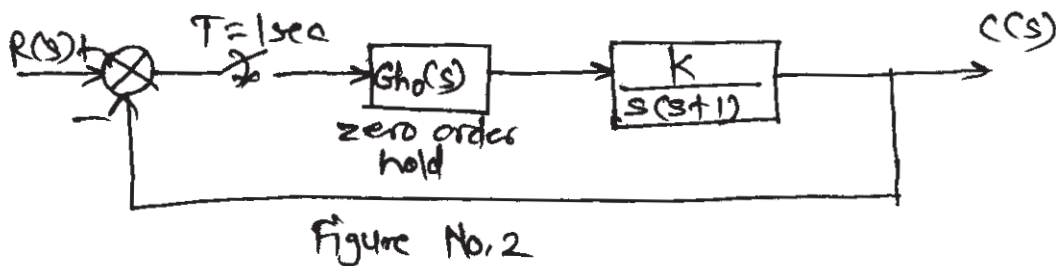 R(s)+
T=1sec
C(s)
Gho(s)
K
s(s+1)
−
zero order
hold
Figure No. 2